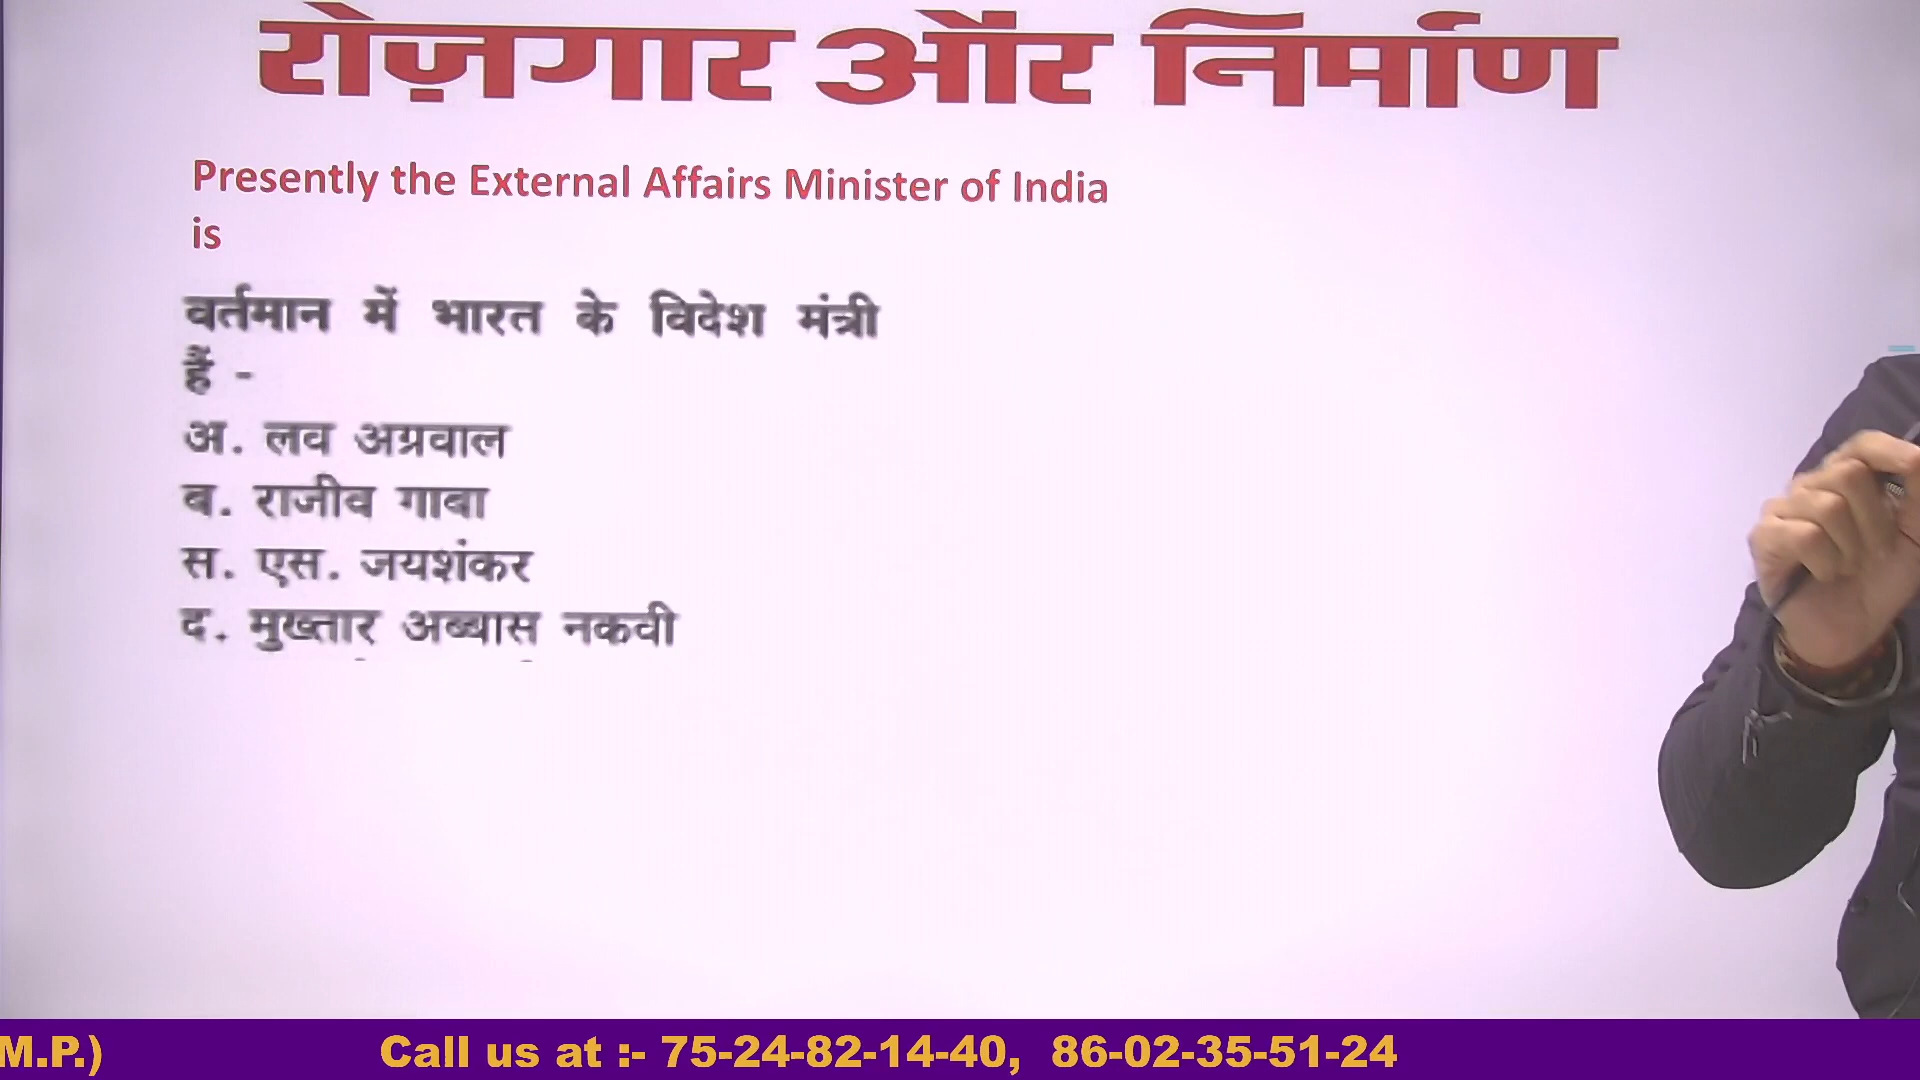 रोज़गार और निर्माण
Presently the External Affairs Minister of India
is
वर्तमान में भारत के विदेश मंत्री
हैं -
अ. लव अग्रवाल
ब. राजीव गाबा
स. एस. जयशंकर
द. मुख्तार अब्बास नकवी
M.P.) Call us at :- 75-24-82-14-40, 86-02-35-51-24